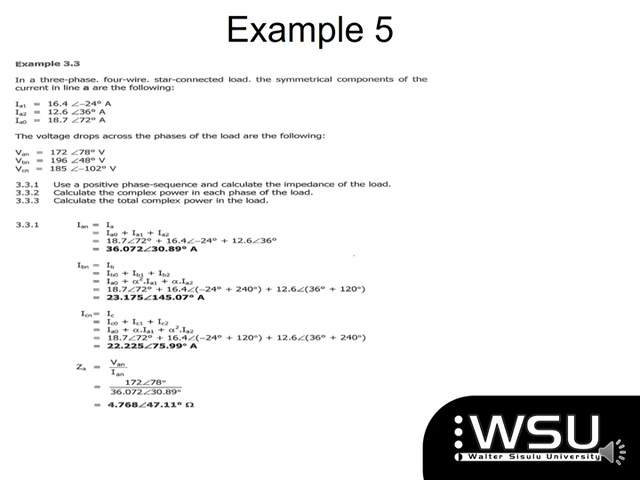 Example 5
Example 3.3
In a three-phase, four-wire, star-connected load, the symmetrical components of the
current in line a are the following:
Ia1 = 16.4 ∠−24° A
Ia2 = 12.6 ∠36° A
Ia0 = 18.7 ∠72° A
The voltage drops across the phases of the load are the following:
Van = 172 ∠78° V
Vbn = 196 ∠48° V
Vcn = 185 ∠−102° V
3.3.1 Use a positive phase-sequence and calculate the impedance of the load.
3.3.2 Calculate the complex power in each phase of the load.
3.3.3 Calculate the total complex power in the load.
3.3.1 Ian = Ia
= Ia0 + Ia1 + Ia2
= 18.7∠72° + 16.4∠−24° + 12.6∠36°
= 36.072∠30.89° A
Ibn = Ib
= Ib0 + Ib1 + Ib2
= Ia0 + α².Ia1 + α.Ia2
= 18.7∠72° + 16.4∠(−24° + 240°) + 12.6∠(36° + 120°)
= 23.175∠145.07° A
Icn = Ic
= Ic0 + Ic1 + Ic2
= Ia0 + α.Ia1 + α².Ia2
= 18.7∠72° + 16.4∠(−24° + 120°) + 12.6∠(36° + 240°)
= 22.225∠75.99° A
Za = Van
Ian
= 172∠78°
36.072∠30.89°
= 4.768∠47.11° Ω
WSU
Walter Sisulu University